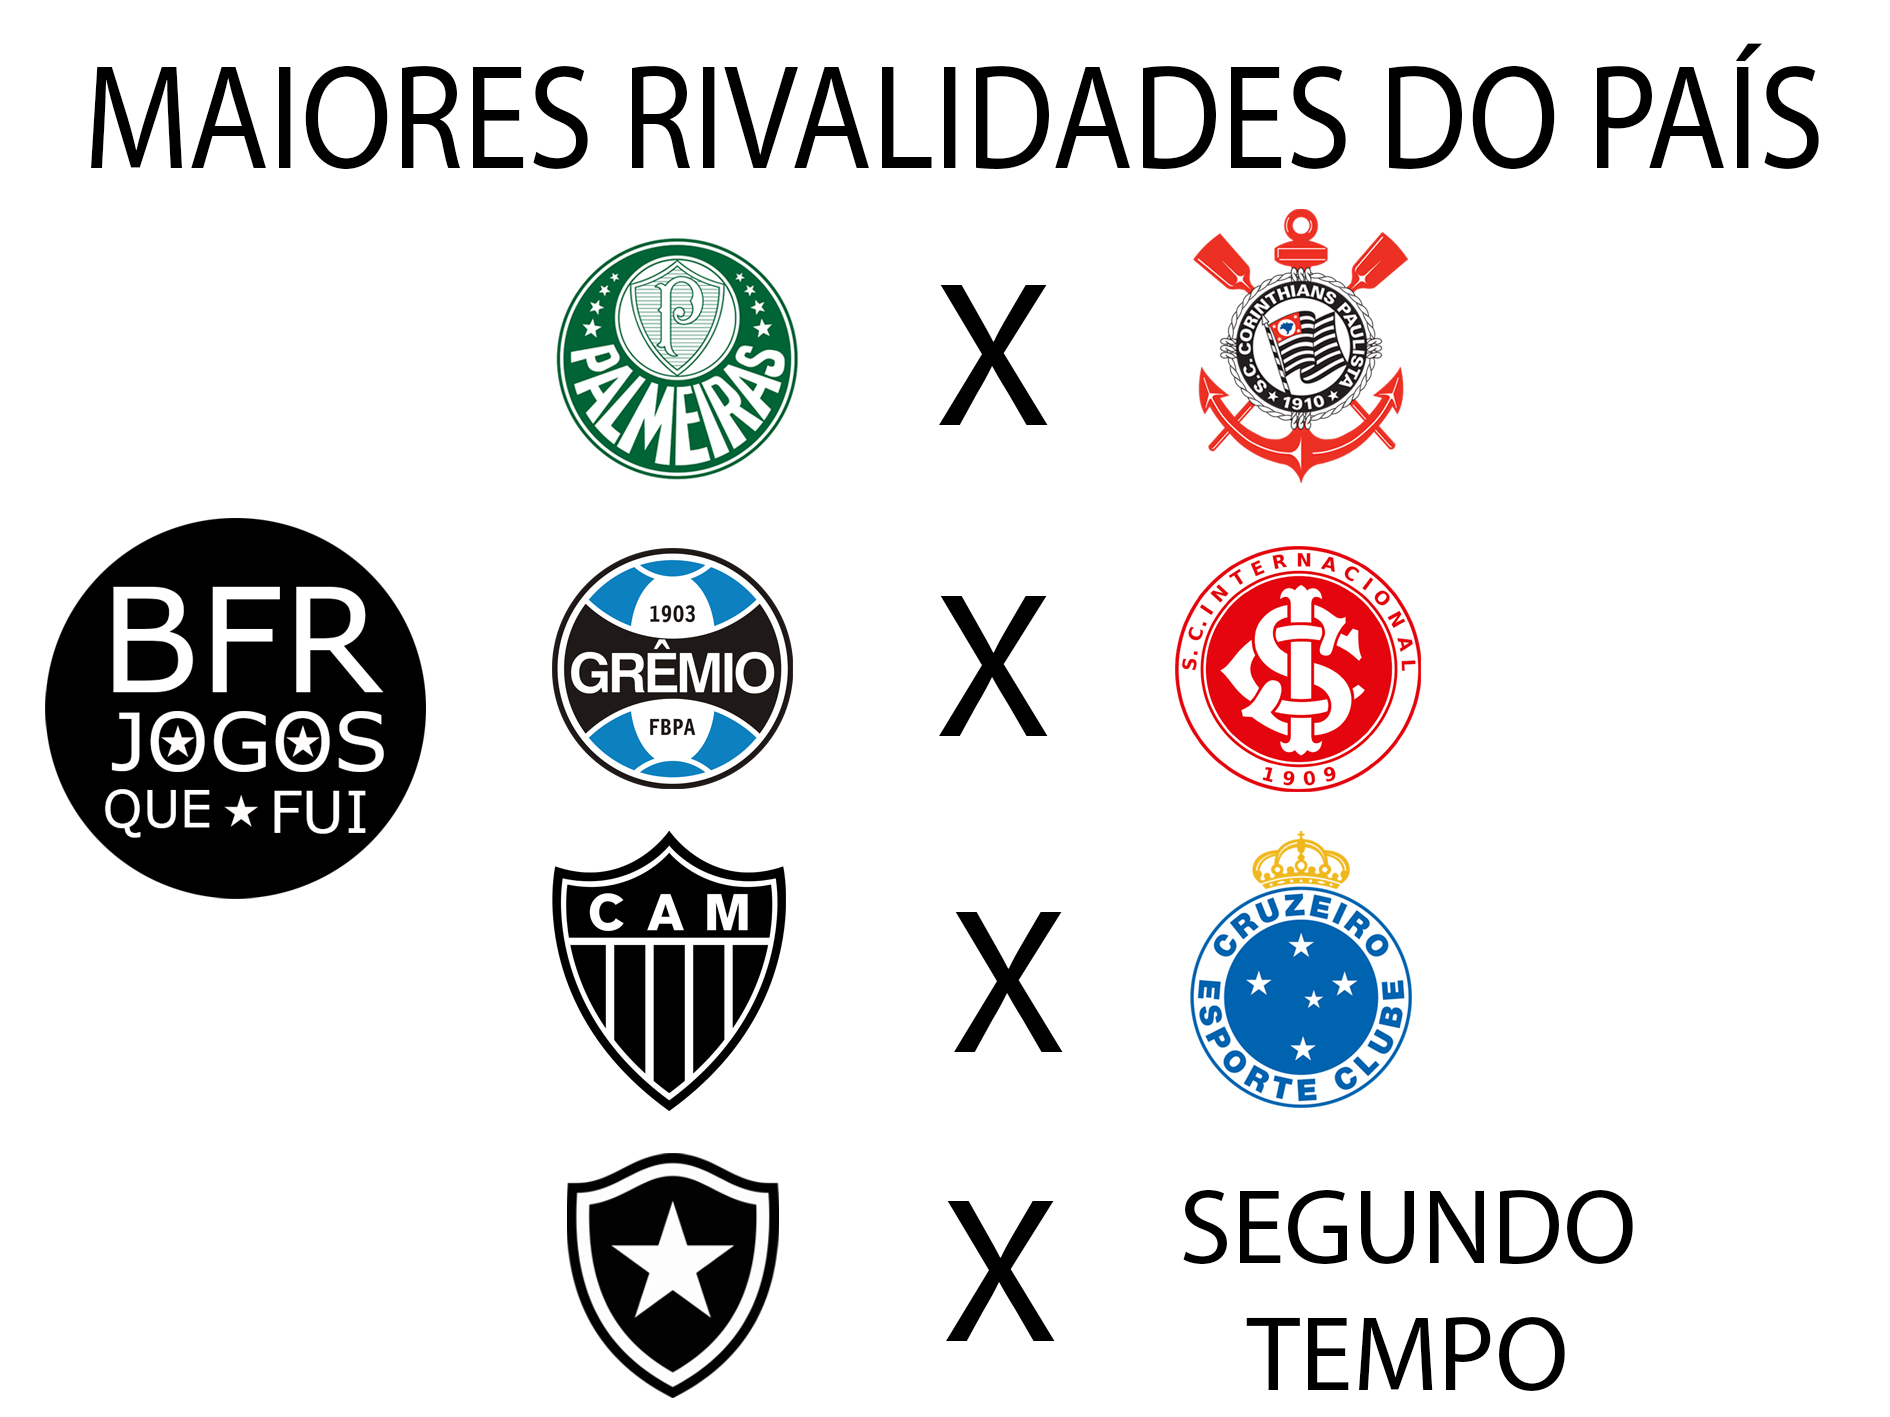 MAIORES RIVALIDADES DO PAÍS
PALMEIRAS
P
X
S.C. CORINTHIANS PAULISTA
1910
BFR
JOGOS
QUE FUI
1903
GRÊMIO
FBPA
X
S.C. INTERNACIONAL
1909
CAM
X
CRUZEIRO
ESPORTE CLUBE
X
SEGUNDO
TEMPO